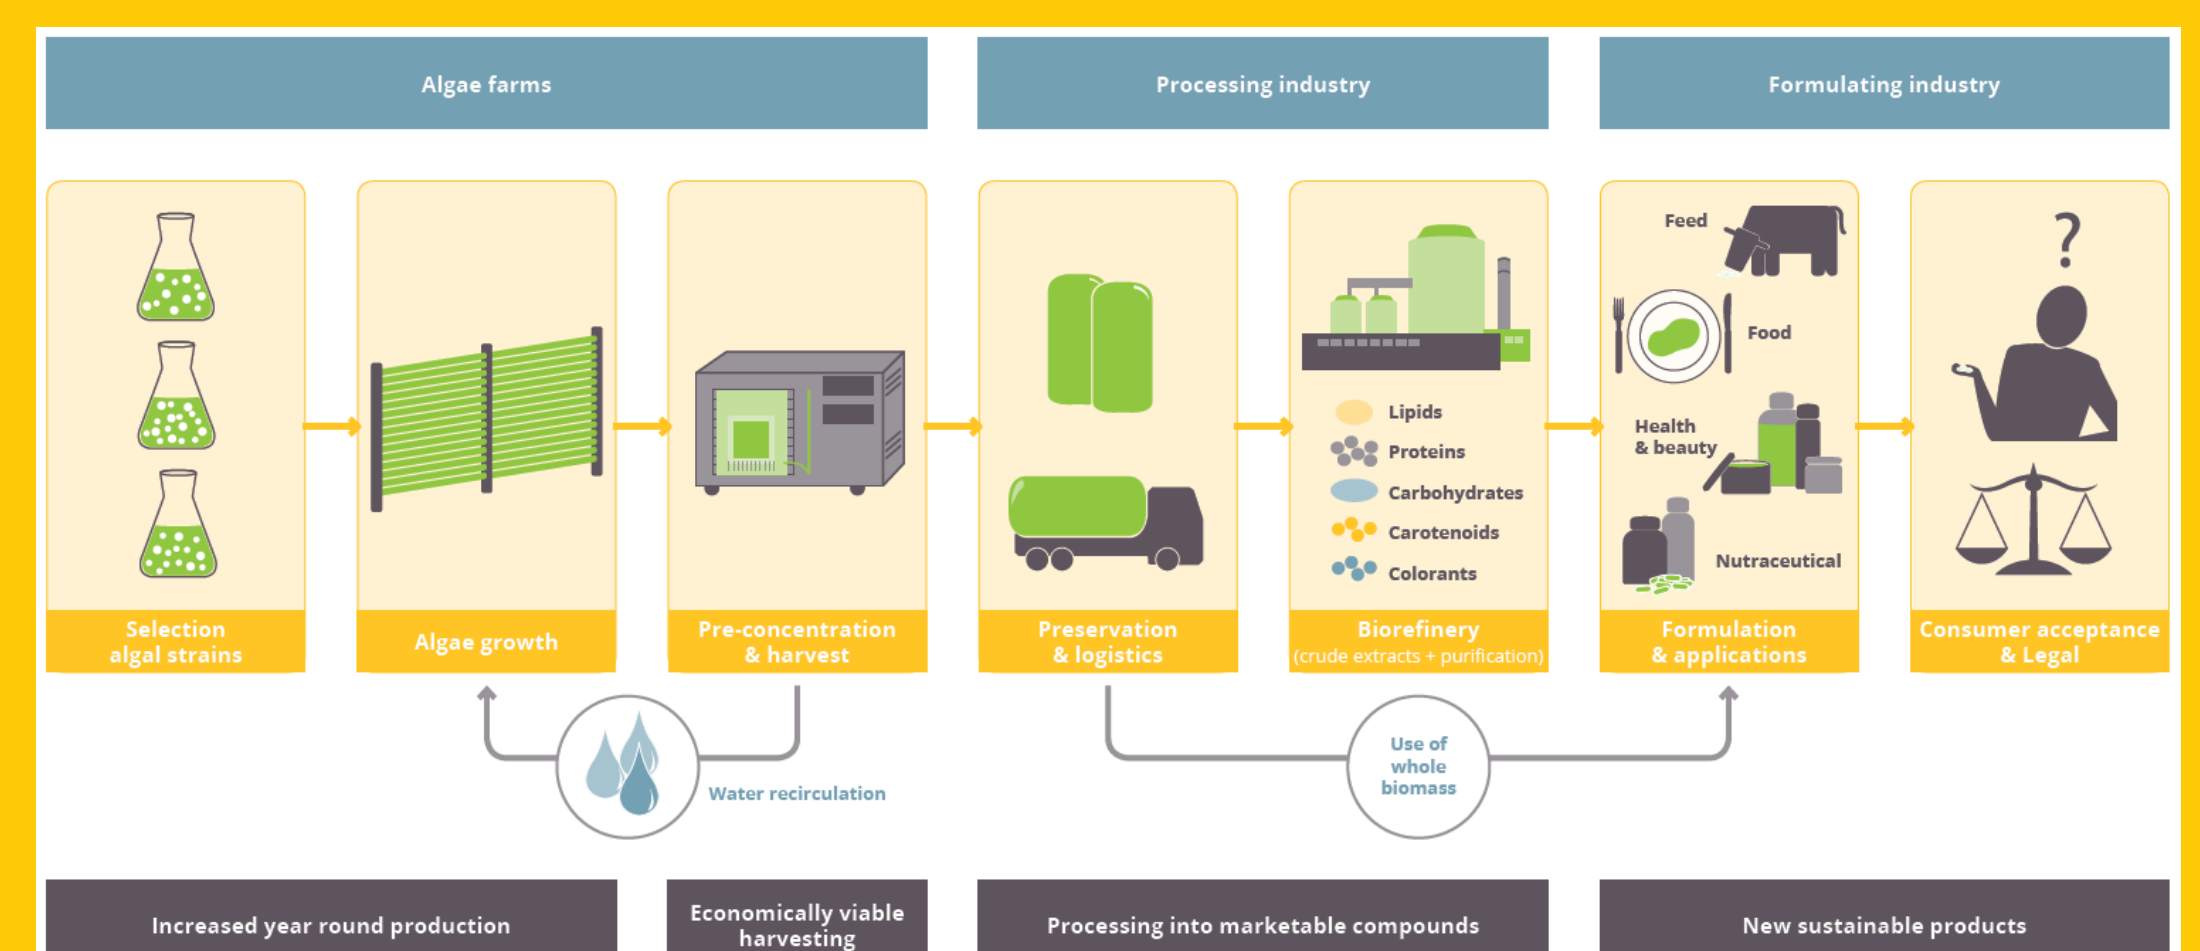 Algae farms
Processing industry
Formulating industry
Feed
Food
Health
& beauty
Nutraceutical
?
Lipids
Proteins
Carbohydrates
Carotenoids
Colorants
Selection
algal strains
Algae growth
Pre-concentration
& harvest
Preservation
& logistics
Biorefinery
(crude extracts + purification)
Formulation
& applications
Consumer acceptance
& Legal
Water recirculation
Use of
whole
biomass
Increased year round production
Economically viable
harvesting
Processing into marketable compounds
New sustainable products